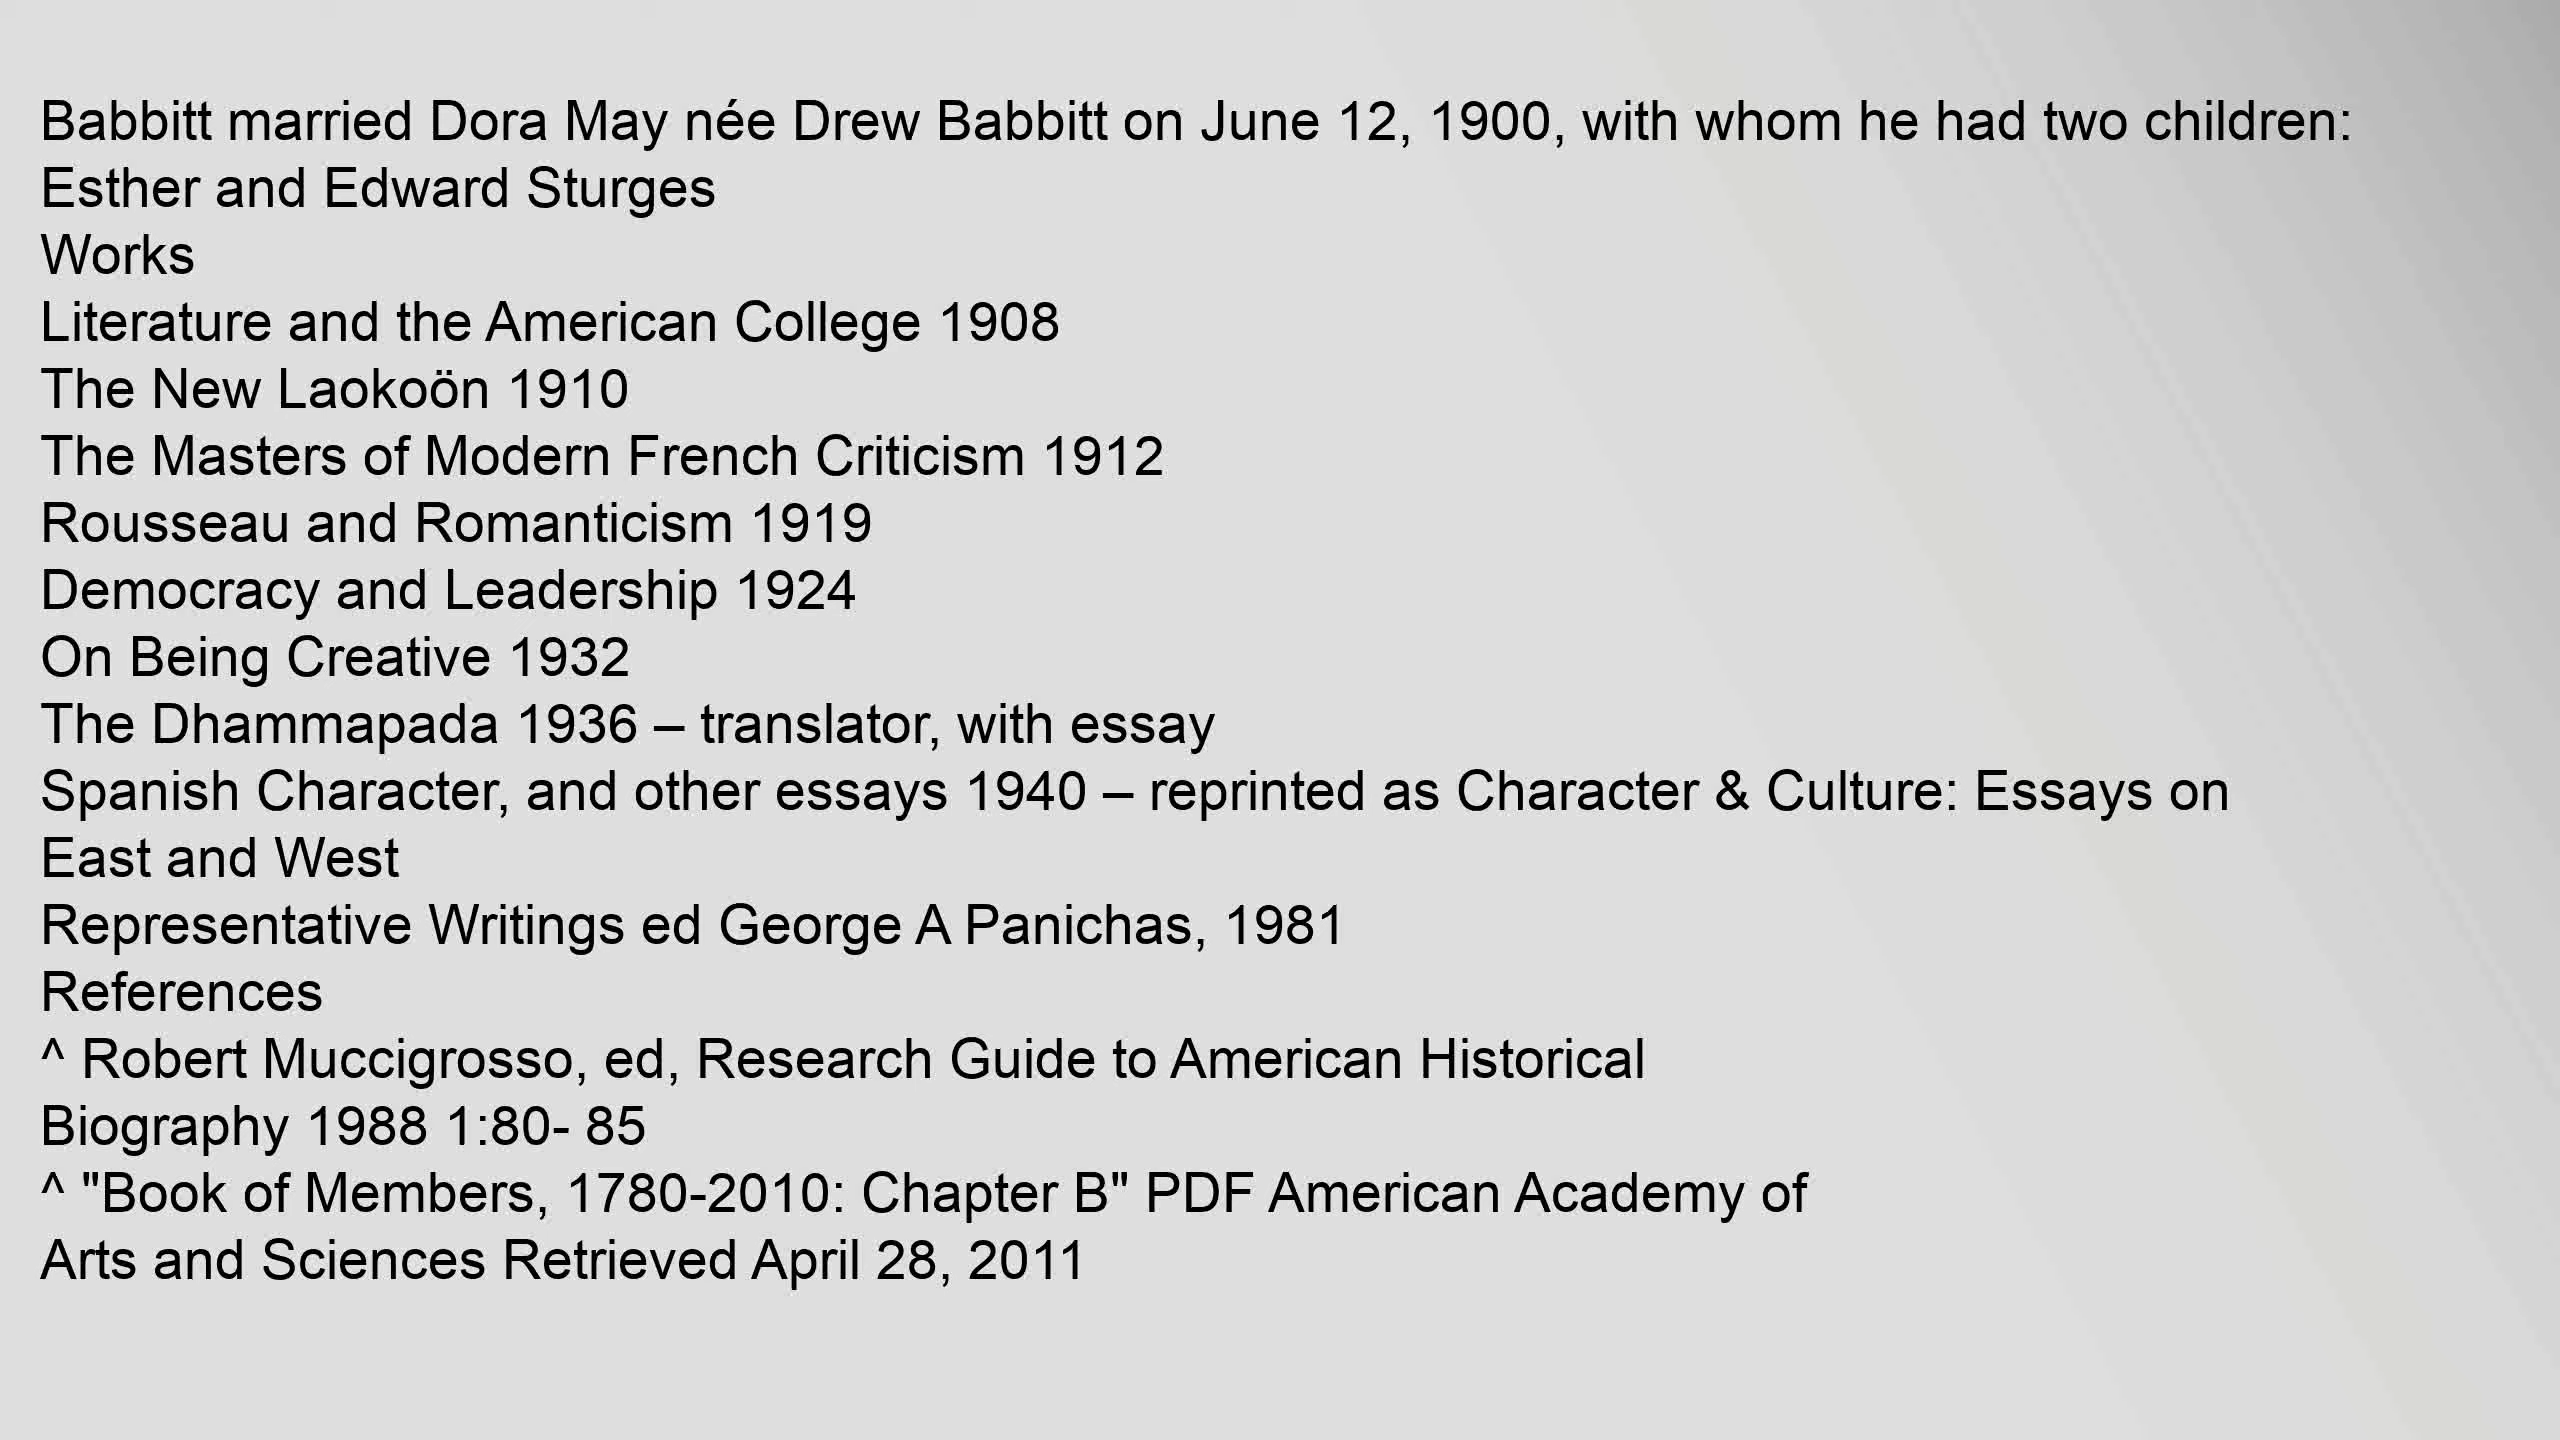 Babbitt married Dora May née Drew Babbitt on June 12, 1900, with whom he had two children:
Esther and Edward Sturges
Works
Literature and the American College 1908
The New Laokoön 1910
The Masters of Modern French Criticism 1912
Rousseau and Romanticism 1919
Democracy and Leadership 1924
On Being Creative 1932
The Dhammapada 1936 – translator, with essay
Spanish Character, and other essays 1940 – reprinted as Character & Culture: Essays on
East and West
Representative Writings ed George A Panichas, 1981
References
^ Robert Muccigrosso, ed, Research Guide to American Historical
Biography 1988 1:80- 85
^ "Book of Members, 1780-2010: Chapter B" PDF American Academy of
Arts and Sciences Retrieved April 28, 2011